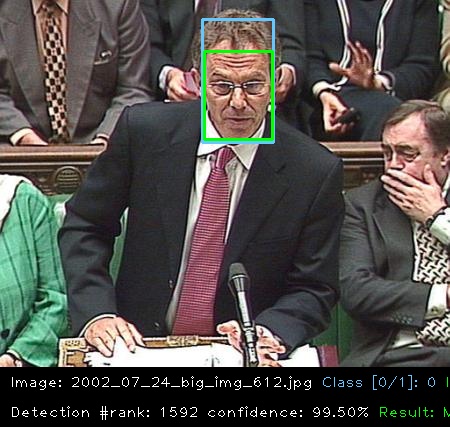 Image: 2002_07_24_big_img_612.jpg Class [0/1]: 0
Detection #rank: 1592 confidence: 99.50% Result: